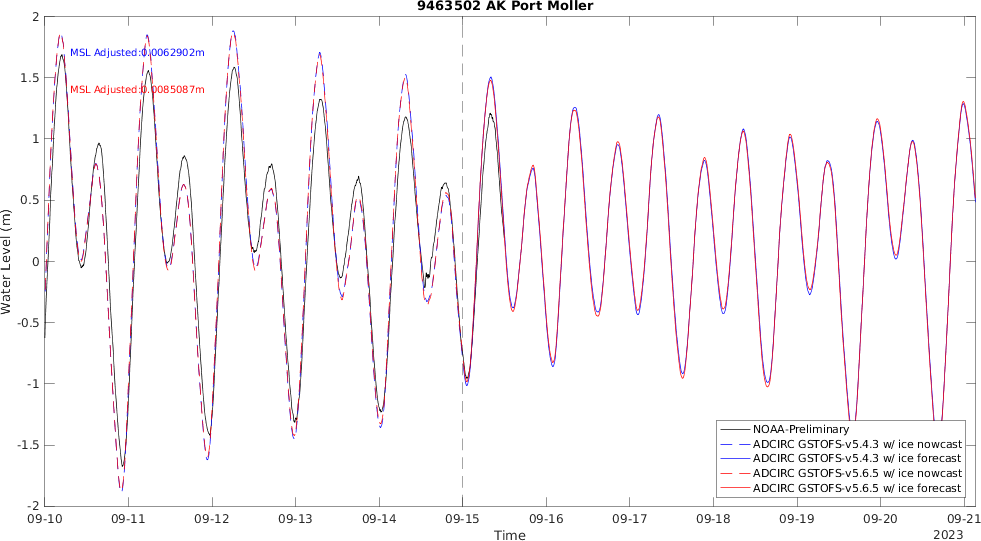 9463502 AK Port Moller
MSL Adjusted:0.0062902m
MSL Adjusted:0.0085087m
Water Level (m)
2
1.5
1
0.5
0
-0.5
-1
-1.5
-2
NOAA-Preliminary
ADCIRC GSTOFS-v5.4.3 w/ ice nowcast
ADCIRC GSTOFS-v5.4.3 w/ ice forecast
ADCIRC GSTOFS-v5.6.5 w/ ice nowcast
ADCIRC GSTOFS-v5.6.5 w/ ice forecast
09-10 09-11 09-12 09-13 09-14 09-15 09-16 09-17 09-18 09-19 09-20 09-21
Time
2023